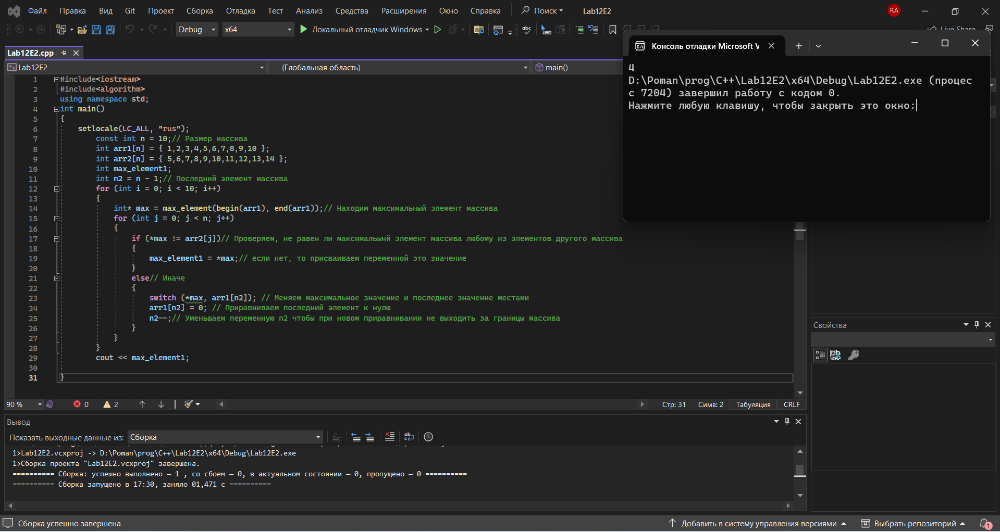 Файл Правка Вид Git Проект Сборка Отладка Тест Анализ Средства Расширения Окно Справка Поиск Lab12E2 RA
Debug x64 Локальный отладчик Windows Live Share
Lab12E2.cpp
Lab12E2 (Глобальная область) main()
1 #include<iostream>
2 #include<algorithm>
3 using namespace std;
4 int main()
5 {
6 setlocale(LC_ALL, "rus");
7 const int n = 10;// Размер массива
8 int arr1[n] = { 1,2,3,4,5,6,7,8,9,10 };
9 int arr2[n] = { 5,6,7,8,9,10,11,12,13,14 };
10 int max_element1;
11 int n2 = n - 1;// Последний элемент массива
12 for (int i = 0; i < 10; i++)
13 {
14 int* max = max_element(begin(arr1), end(arr1));// Находим максимальный элемент массива
15 for (int j = 0; j < n; j++)
16 {
17 if (*max != arr2[j])// Проверяем, не равен ли максимальынй элемент массива любому из элементов другого массива
18 {
19 max_element1 = *max;// если нет, то присваиваем переменной это значение
20 }
21 else// Иначе
22 {
23 switch (*max, arr1[n2]); // Меняем максимальное значение и последнее значение местами
24 arr1[n2] = 0; // Приравниваем последний элемент к нулю
25 n2--;// Уменьшаем переменную n2 чтобы при новом приравнивании не выходить за границы массива
26 }
27 }
28 }
29 cout << max_element1;
30
31 }
Консоль отладки Microsoft V
4
D:\Poman\prog\C++\Lab12E2\x64\Debug\Lab12E2.exe (процес
с 7204) завершил работу с кодом 0.
Нажмите любую клавишу, чтобы закрыть это окно:
Свойства
90 % 0 2 Стр: 31 Симв: 2 Табуляция CRLF
Вывод
Показать выходные данные из: Сборка
1>Lab12E2.vcxproj -> D:\Poman\prog\C++\Lab12E2\x64\Debug\Lab12E2.exe
1>Сборка проекта "Lab12E2.vcxproj" завершена.
========== Сборка: успешно выполнено — 1 , со сбоем — 0, в актуальном состоянии — 0, пропущено — 0 ==========
========== Сборка запущено в 17:30, заняло 01,471 с ==========
Сборка успешно завершена Добавить в систему управления версиями Выбрать репозиторий 1